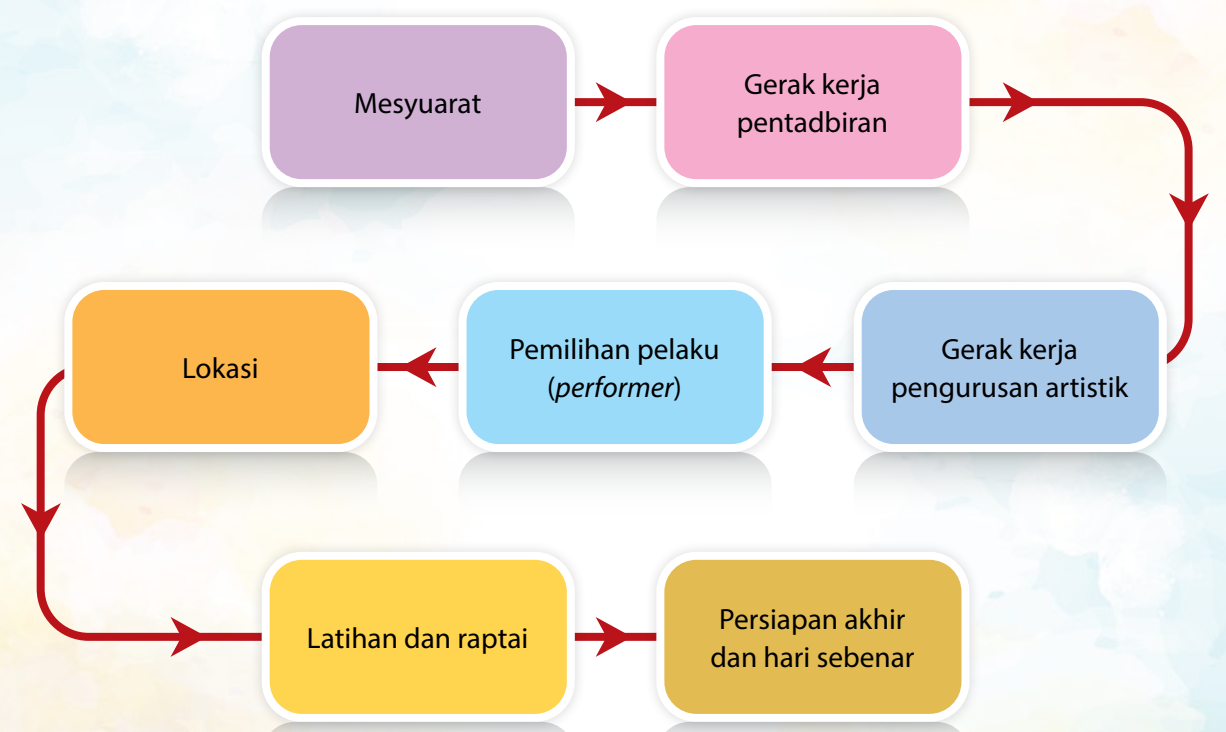 Mesyuarat
Gerak kerja
pentadbiran
Gerak kerja
pengurusan artistik
Pemilihan pelaku
(performer)
Lokasi
Latihan dan raptai
Persiapan akhir
dan hari sebenar